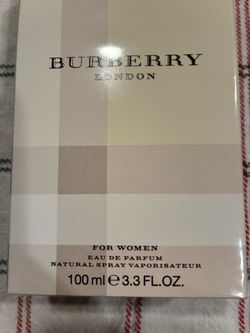 BURBERRY
LONDON
FOR WOMEN
EAU DE PARFUM
NATURAL SPRAY VAPORISATEUR
100 ml ℮ 3.3 FL.OZ.